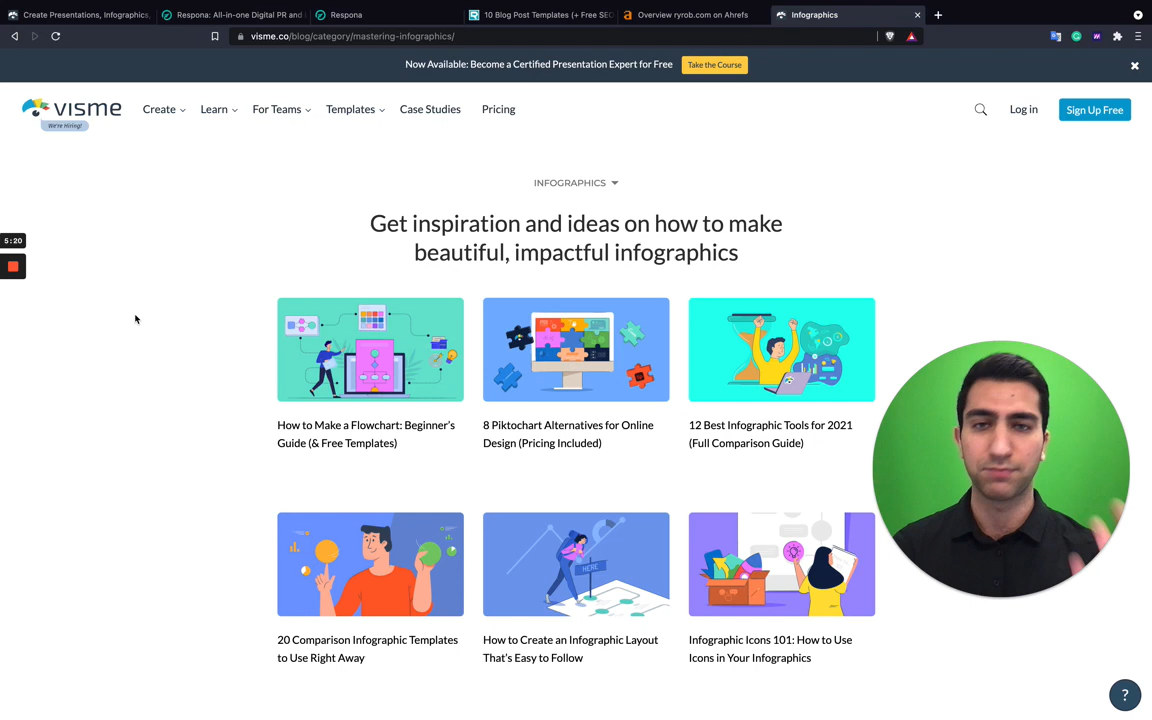 Create Presentations, Infographics,
Respona: All-in-one Digital PR and
Respona
10 Blog Post Templates (+ Free SEO
Overview ryrob.com on Ahrefs
Infographics
visme.co/blog/category/mastering-infographics/
Now Available: Become a Certified Presentation Expert for Free
Take the Course
visme
We're Hiring!
Create
Learn
For Teams
Templates
Case Studies
Pricing
Log in
Sign Up Free
INFOGRAPHICS
Get inspiration and ideas on how to make
beautiful, impactful infographics
5:20
How to Make a Flowchart: Beginner's
Guide (& Free Templates)
8 Piktochart Alternatives for Online
Design (Pricing Included)
12 Best Infographic Tools for 2021
(Full Comparison Guide)
HERE
20 Comparison Infographic Templates
to Use Right Away
How to Create an Infographic Layout
That's Easy to Follow
Infographic Icons 101: How to Use
Icons in Your Infographics
?